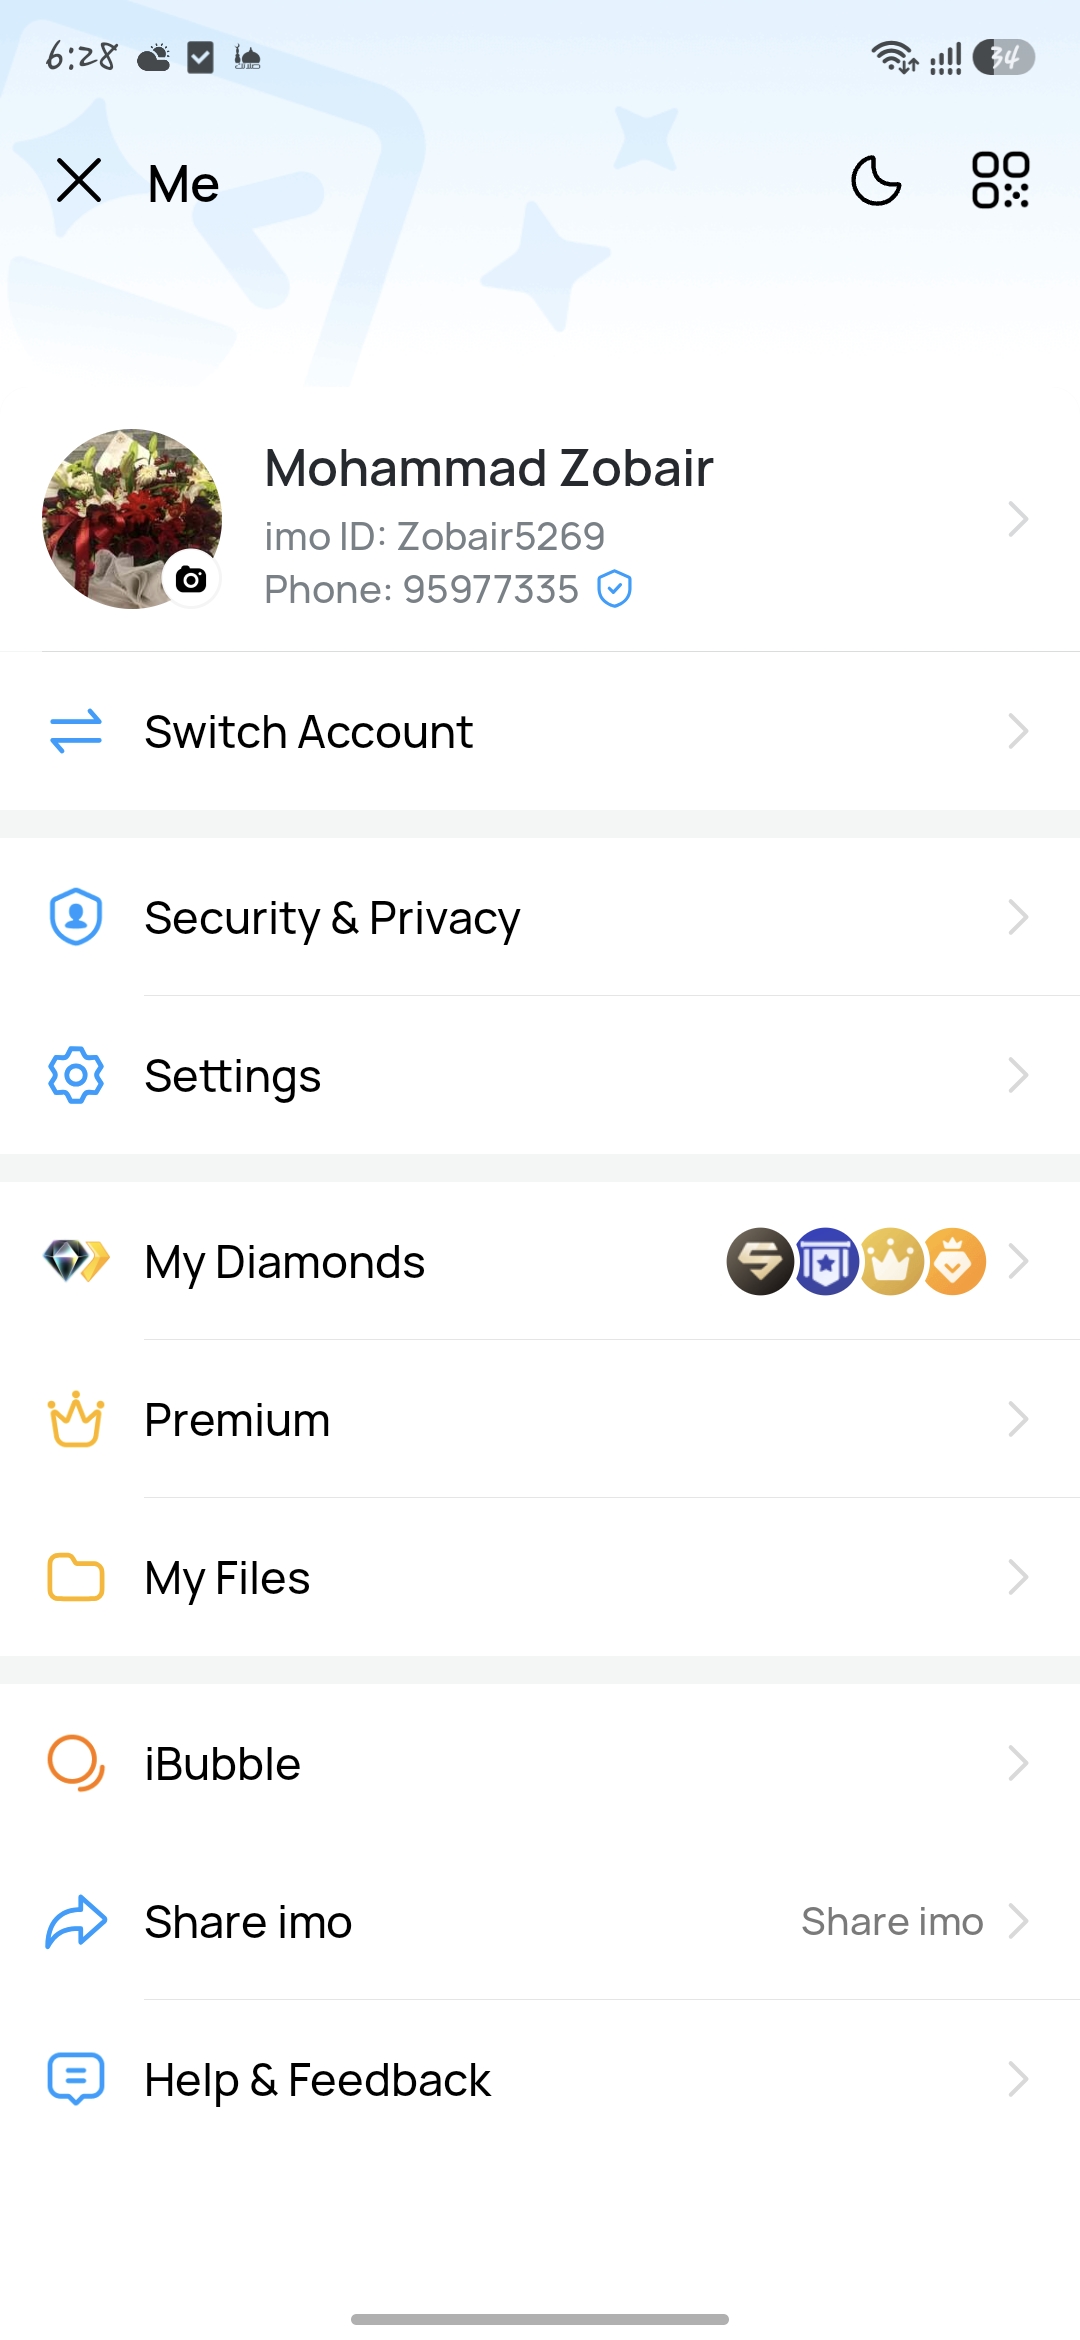 6:28
34
Me
Mohammad Zobair
imo ID: Zobair5269
Phone: 95977335
Switch Account
Security & Privacy
Settings
My Diamonds
Premium
My Files
iBubble
Share imo Share imo
Help & Feedback